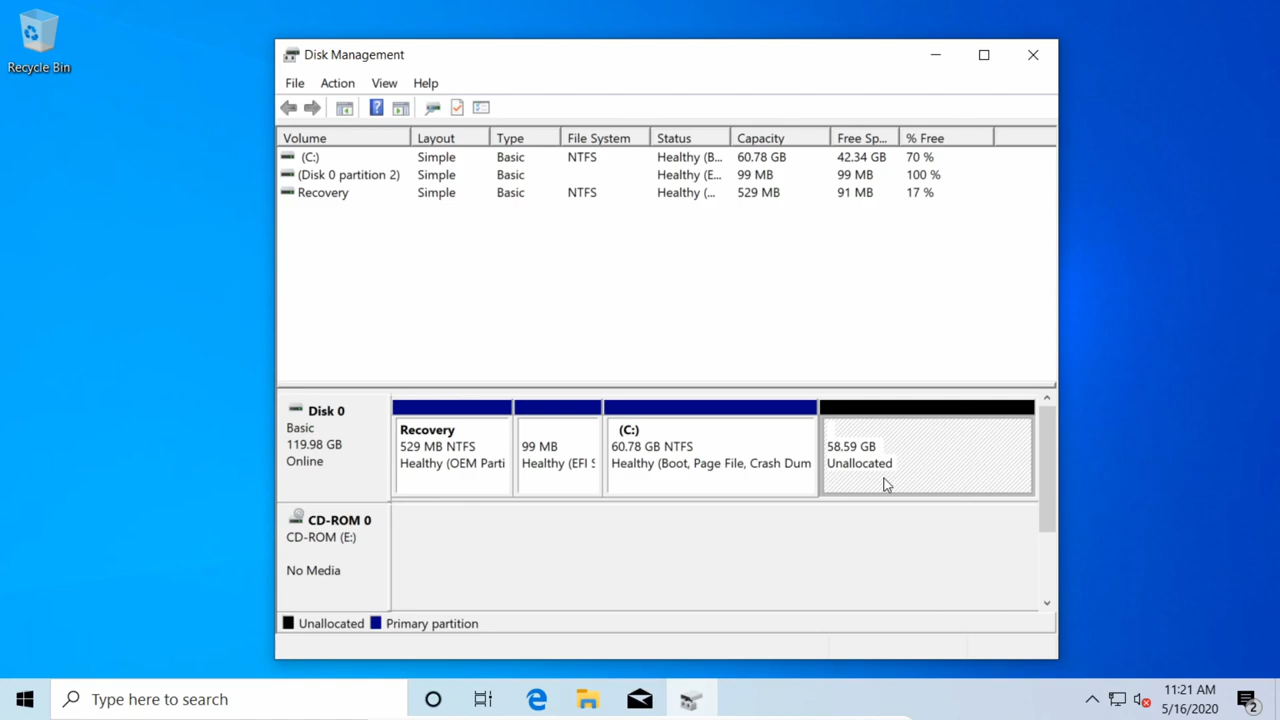 Recycle Bin
Disk Management
File Action View Help
Volume Layout Type File System Status Capacity Free Sp... % Free
(C:) Simple Basic NTFS Healthy (B... 60.78 GB 42.34 GB 70 %
(Disk 0 partition 2) Simple Basic Healthy (E... 99 MB 99 MB 100 %
Recovery Simple Basic NTFS Healthy (... 529 MB 91 MB 17 %
Disk 0
Basic
119.98 GB
Online
Recovery
529 MB NTFS
Healthy (OEM Parti
99 MB
Healthy (EFI S
(C:)
60.78 GB NTFS
Healthy (Boot, Page File, Crash Dum
58.59 GB
Unallocated
CD-ROM 0
CD-ROM (E:)
No Media
Unallocated Primary partition
Type here to search
11:21 AM
5/16/2020
2